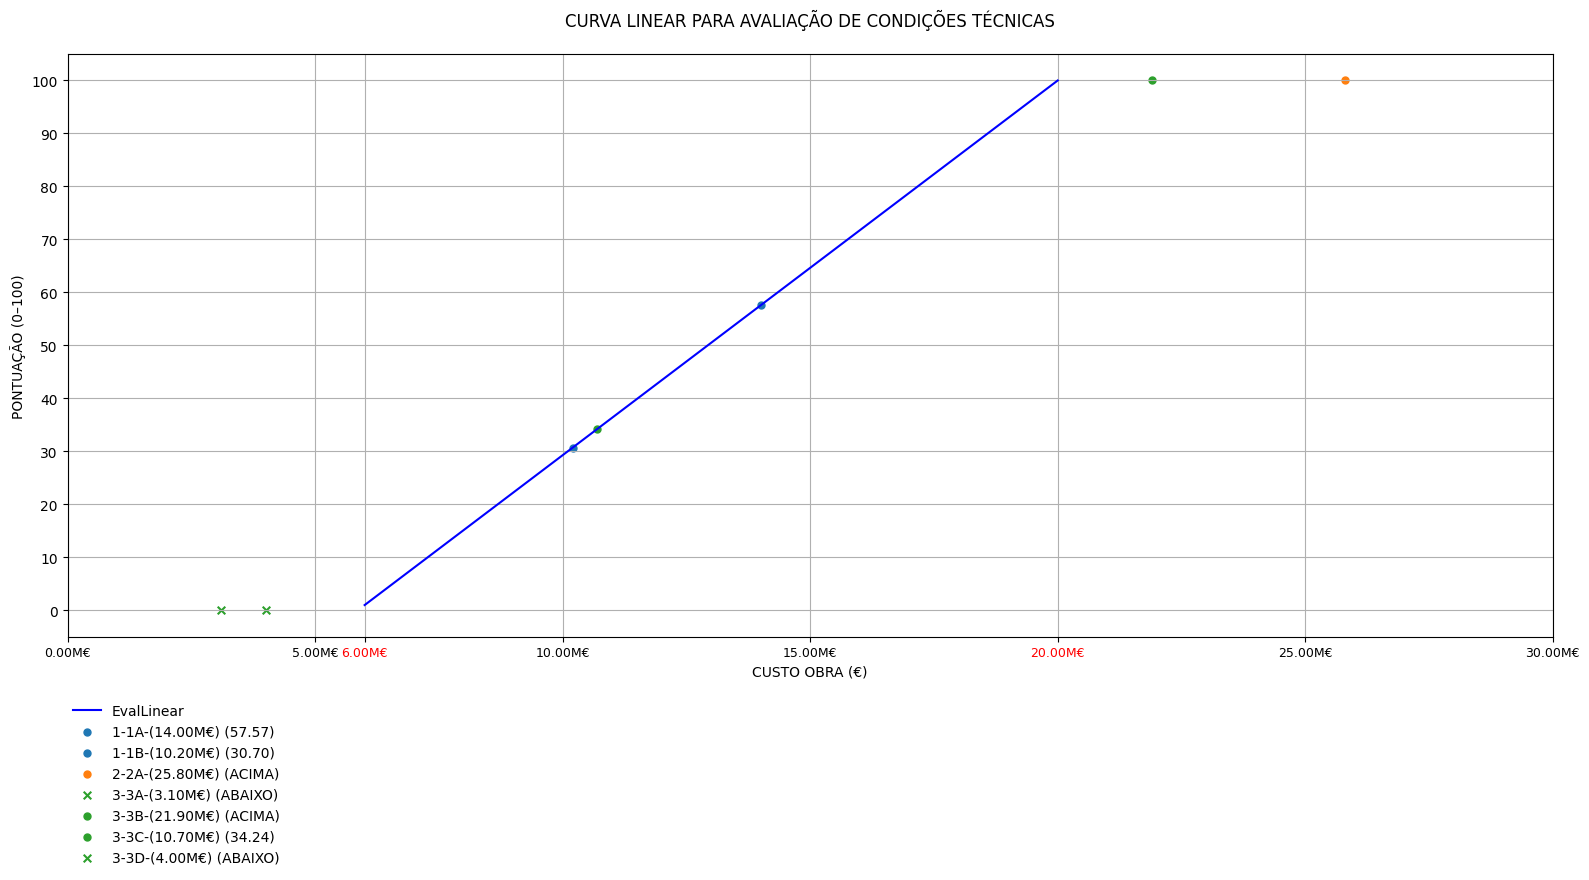 CURVA LINEAR PARA AVALIAÇÃO DE CONDIÇÕES TÉCNICAS
100
90
80
70
60
50
40
30
20
10
0
PONTUAÇÃO (0–100)
0.00M€ 5.00M€ 6.00M€ 10.00M€ 15.00M€ 20.00M€ 25.00M€ 30.00M€
CUSTO OBRA (€)
EvalLinear
1-1A-(14.00M€) (57.57)
1-1B-(10.20M€) (30.70)
2-2A-(25.80M€) (ACIMA)
3-3A-(3.10M€) (ABAIXO)
3-3B-(21.90M€) (ACIMA)
3-3C-(10.70M€) (34.24)
3-3D-(4.00M€) (ABAIXO)